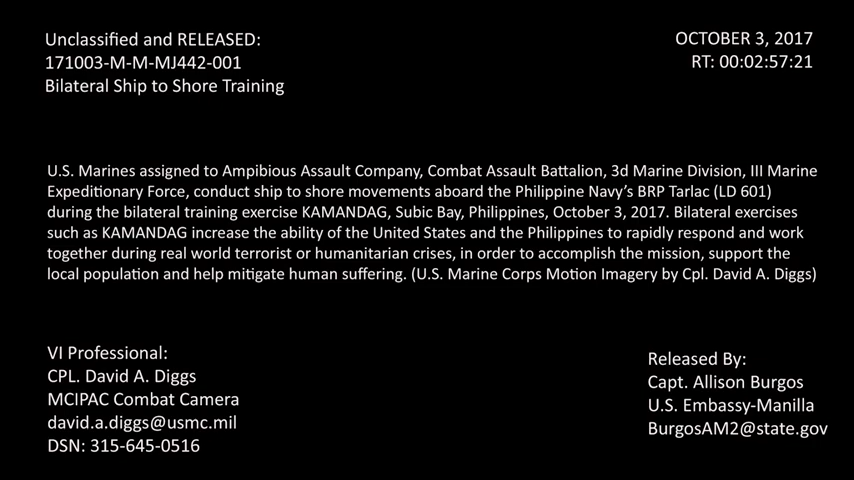 Unclassified and RELEASED:
171003-M-M-MJ442-001
Bilateral Ship to Shore Training
OCTOBER 3, 2017
RT: 00:02:57:21
U.S. Marines assigned to Ampibious Assault Company, Combat Assault Battalion, 3d Marine Division, III Marine
Expeditionary Force, conduct ship to shore movements aboard the Philippine Navy's BRP Tarlac (LD 601)
during the bilateral training exercise KAMANDAG, Subic Bay, Philippines, October 3, 2017. Bilateral exercises
such as KAMANDAG increase the ability of the United States and the Philippines to rapidly respond and work
together during real world terrorist or humanitarian crises, in order to accomplish the mission, support the
local population and help mitigate human suffering. (U.S. Marine Corps Motion Imagery by Cpl. David A. Diggs)
VI Professional:
CPL. David A. Diggs
MCIPAC Combat Camera
david.a.diggs@usmc.mil
DSN: 315-645-0516
Released By:
Capt. Allison Burgos
U.S. Embassy-Manilla
BurgosAM2@state.gov